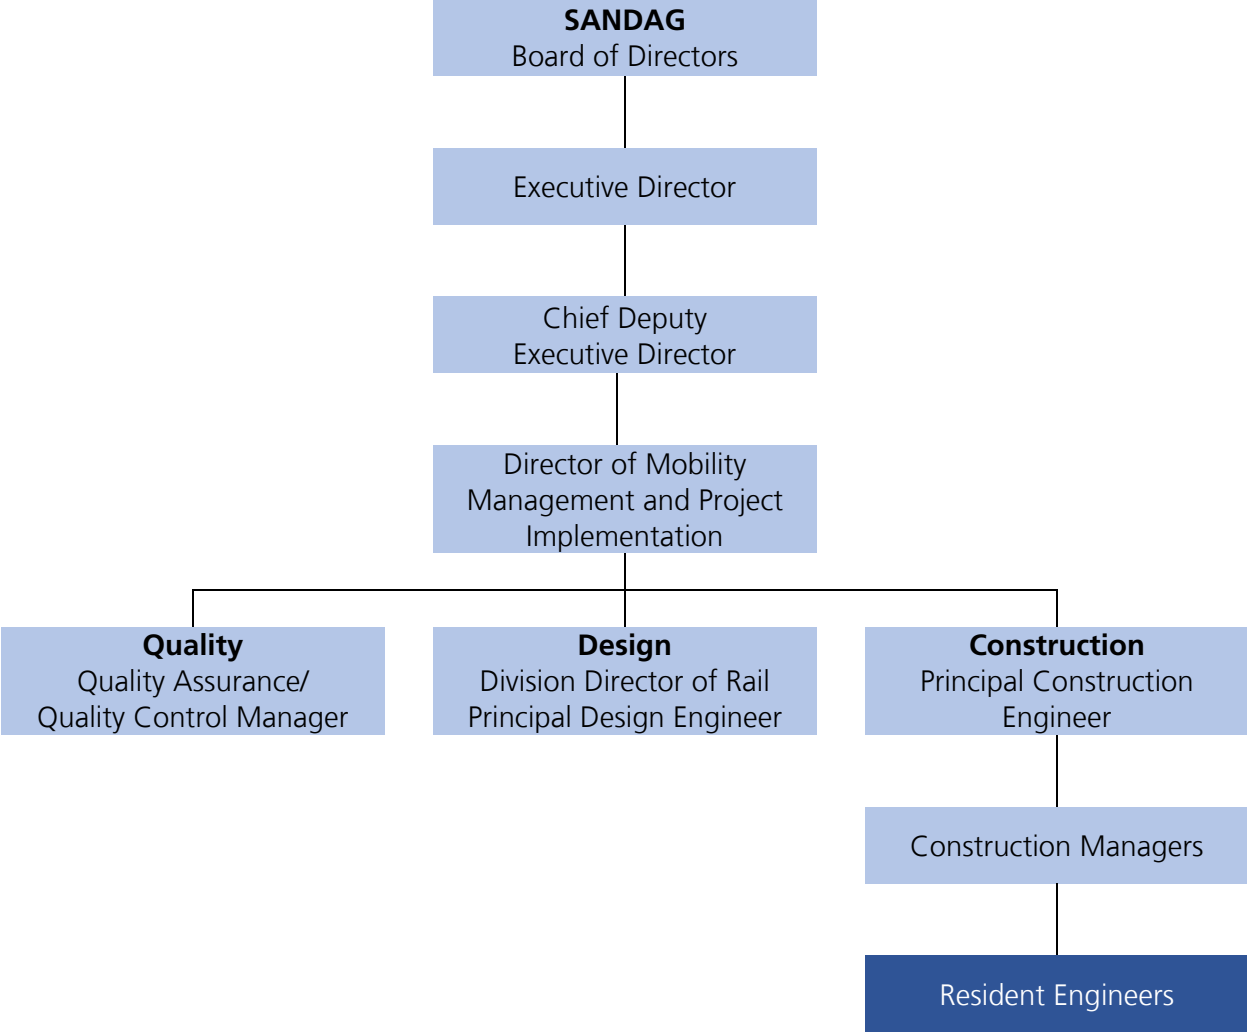 SANDAG
Board of Directors
Executive Director
Chief Deputy
Executive Director
Director of Mobility
Management and Project
Implementation
Quality
Quality Assurance/
Quality Control Manager
Design
Division Director of Rail
Principal Design Engineer
Construction
Principal Construction
Engineer
Construction Managers
Resident Engineers